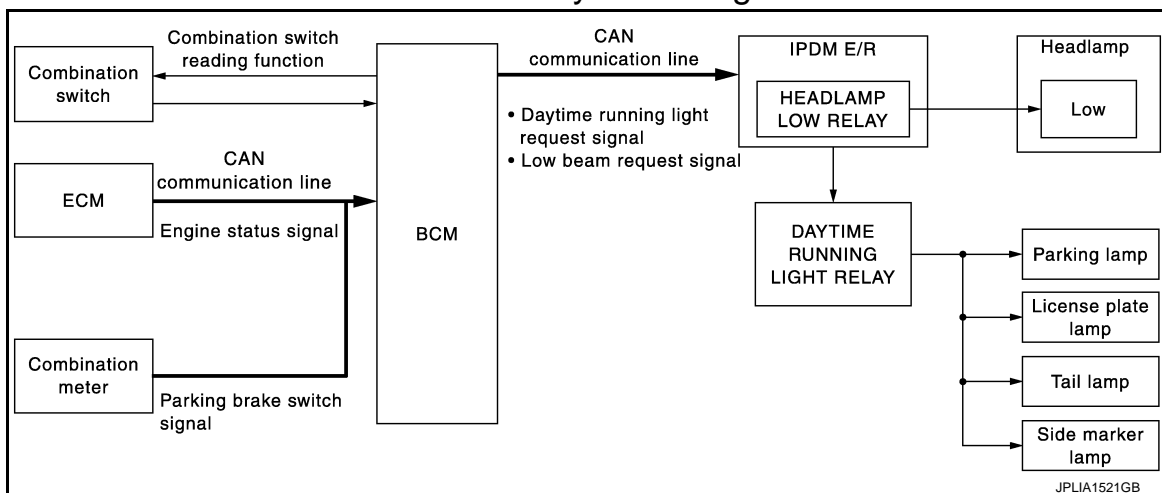 Combination switch
reading function
Combination
switch
CAN
communication line
Engine status signal
ECM
Combination
meter
Parking brake switch
signal
BCM
CAN
communication line
• Daytime running light
request signal
• Low beam request signal
IPDM E/R
HEADLAMP
LOW RELAY
Headlamp
Low
DAYTIME
RUNNING
LIGHT RELAY
Parking lamp
License plate
lamp
Tail lamp
Side marker
lamp
JPLIA1521GB